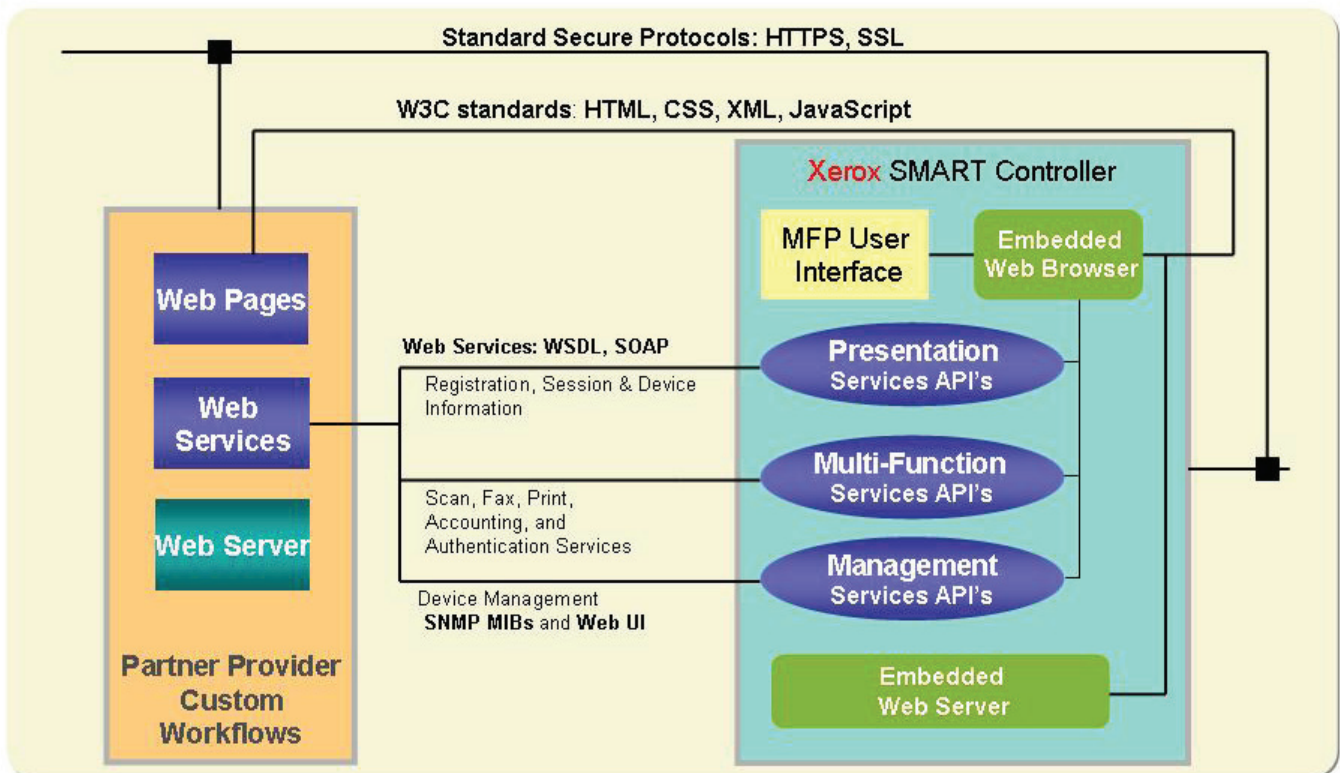 Standard Secure Protocols: HTTPS, SSL
W3C standards: HTML, CSS, XML, JavaScript
Web Pages
Web
Services
Web Server
Partner Provider
Custom
Workflows
Web Services: WSDL, SOAP
Registration, Session & Device
Information
Scan, Fax, Print,
Accounting, and
Authentication Services
Device Management
SNMP MIBs and Web UI
Xerox SMART Controller
MFP User
Interface
Embedded
Web Browser
Presentation
Services API's
Multi-Function
Services API's
Management
Services API's
Embedded
Web Server